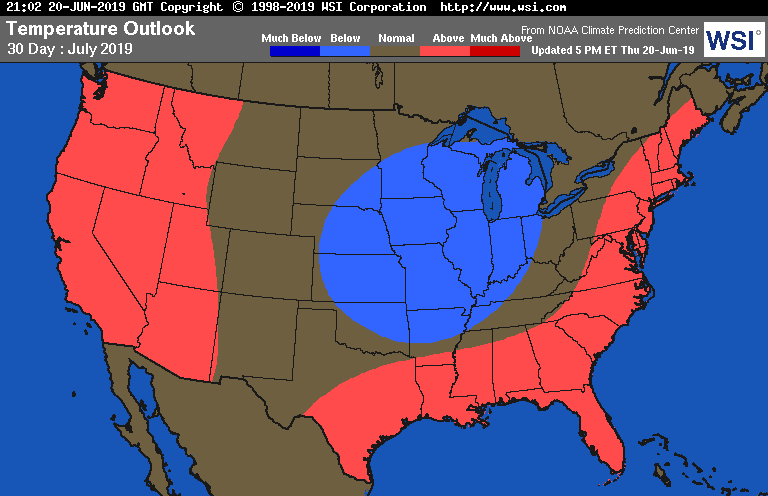 21:02 20-JUN-2019 GMT Copyright © 1998-2019 WSI Corporation http://www.wsi.com
Temperature Outlook
30 Day : July 2019
Much Below Below Normal Above Much Above
From NOAA Climate Prediction Center
Updated 5 PM ET Thu 20-Jun-19
WSI